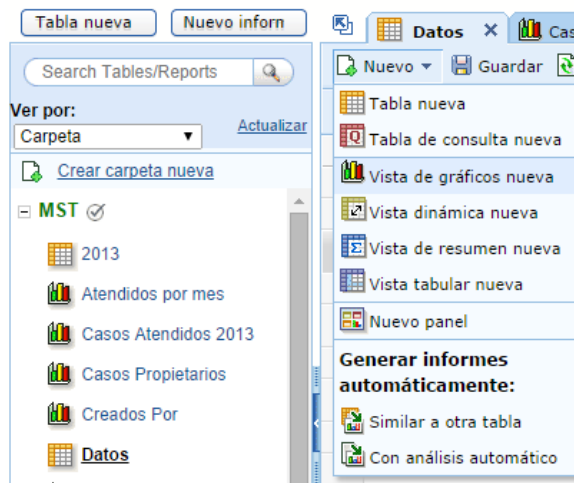 Tabla nueva
Nuevo inforn
Search Tables/Reports
Ver por:
Carpeta
Actualizar
Crear carpeta nueva
MST
2013
Atendidos por mes
Casos Atendidos 2013
Casos Propietarios
Creados Por
Datos
Datos
Cas
Nuevo
Guardar
Tabla nueva
Tabla de consulta nueva
Vista de gráficos nueva
Vista dinámica nueva
Vista de resumen nueva
Vista tabular nueva
Nuevo panel
Generar informes
automáticamente:
Similar a otra tabla
Con análisis automático